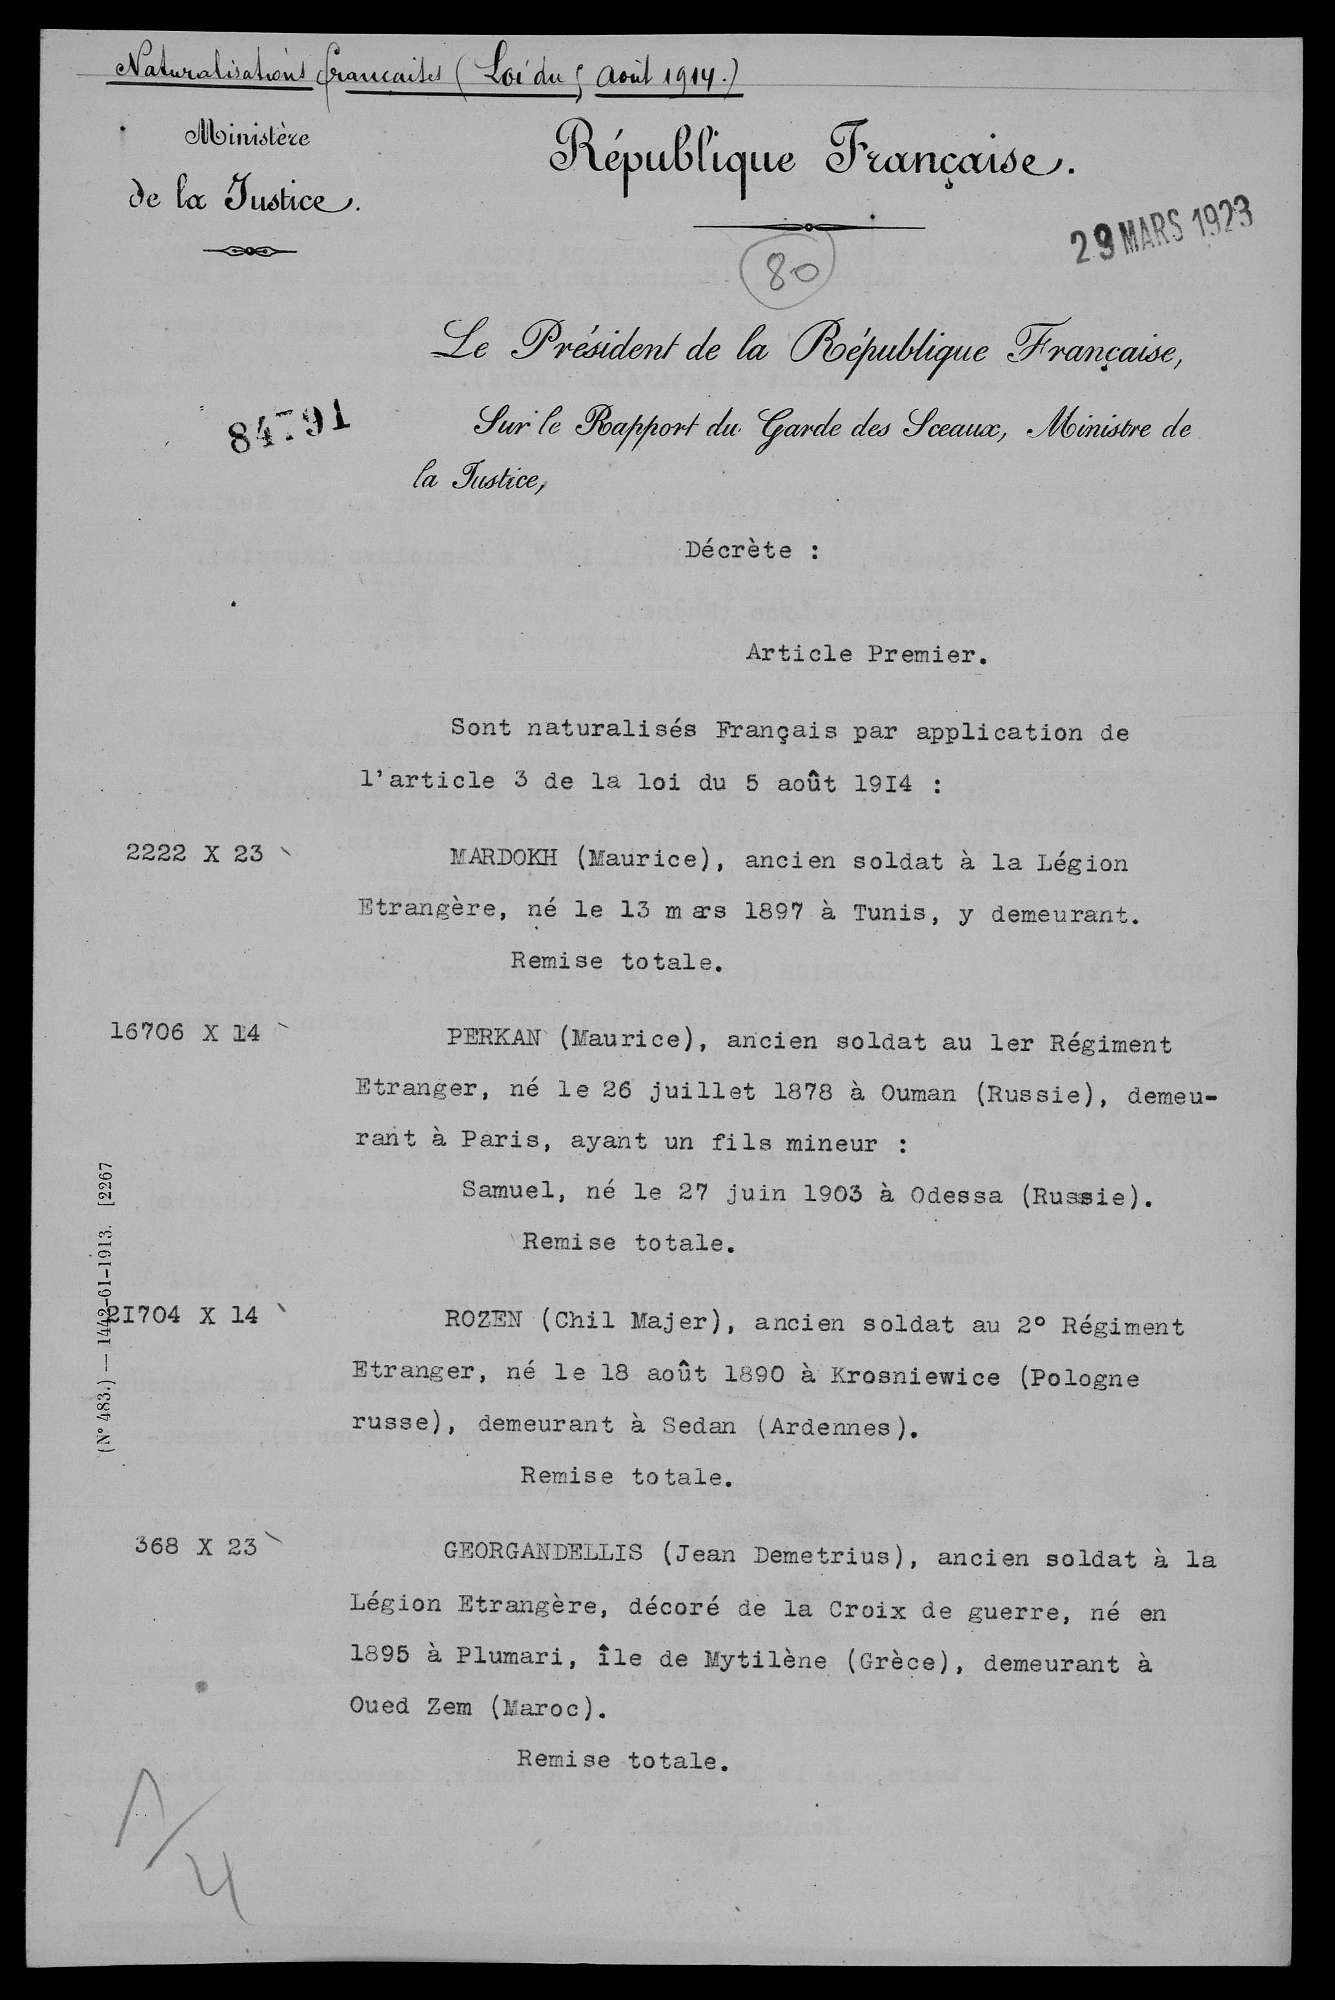 Naturalisations françaises (Loi du 5 août 1914.)
Ministère
de la Justice.
République Française.
29 MARS 1923
80
Le Président de la République Française,
84791
Sur le Rapport du Garde des Sceaux, Ministre de
la Justice,
Décrète :
Article Premier.
Sont naturalisés Français par application de
l'article 3 de la loi du 5 août 19I4 :
2222 X 23
MARDOKH (Maurice), ancien soldat à la Légion
Etrangère, né le 13 mars 1897 à Tunis, y demeurant.
Remise totale.
16706 X 14
PERKAN (Maurice), ancien soldat au 1er Régiment
Etranger, né le 26 juillet 1878 à Ouman (Russie), demeu-
rant à Paris, ayant un fils mineur :
Samuel, né le 27 juin 1903 à Odessa (Russie).
Remise totale.
2I704 X 14
ROZEN (Chil Majer), ancien soldat au 2° Régiment
Etranger, né le 18 août 1890 à Krosniewice (Pologne
russe), demeurant à Sedan (Ardennes).
Remise totale.
368 X 23
GEORGANDELLIS (Jean Demetrius), ancien soldat à la
Légion Etrangère, décoré de la Croix de guerre, né en
1895 à Plumari, île de Mytilène (Grèce), demeurant à
Oued Zem (Maroc).
Remise totale.
(N° 483.) — 1442-61-1913. [2267